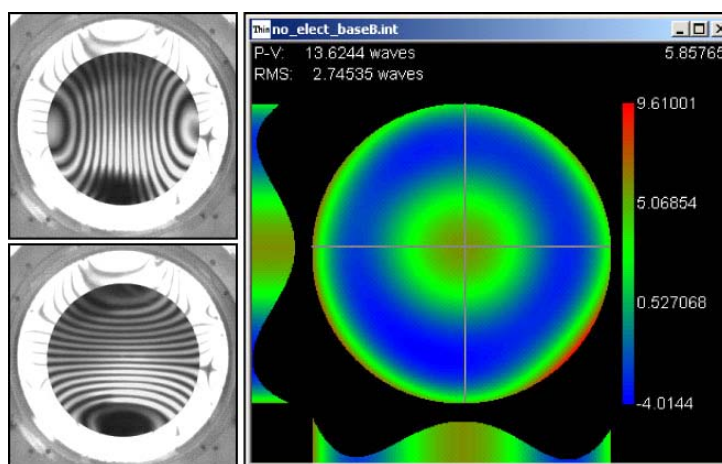 Thin no_elect_baseB.int
P-V: 13.6244 waves
5.85765
RMS: 2.74535 waves
9.61001
5.06854
0.527068
-4.0144